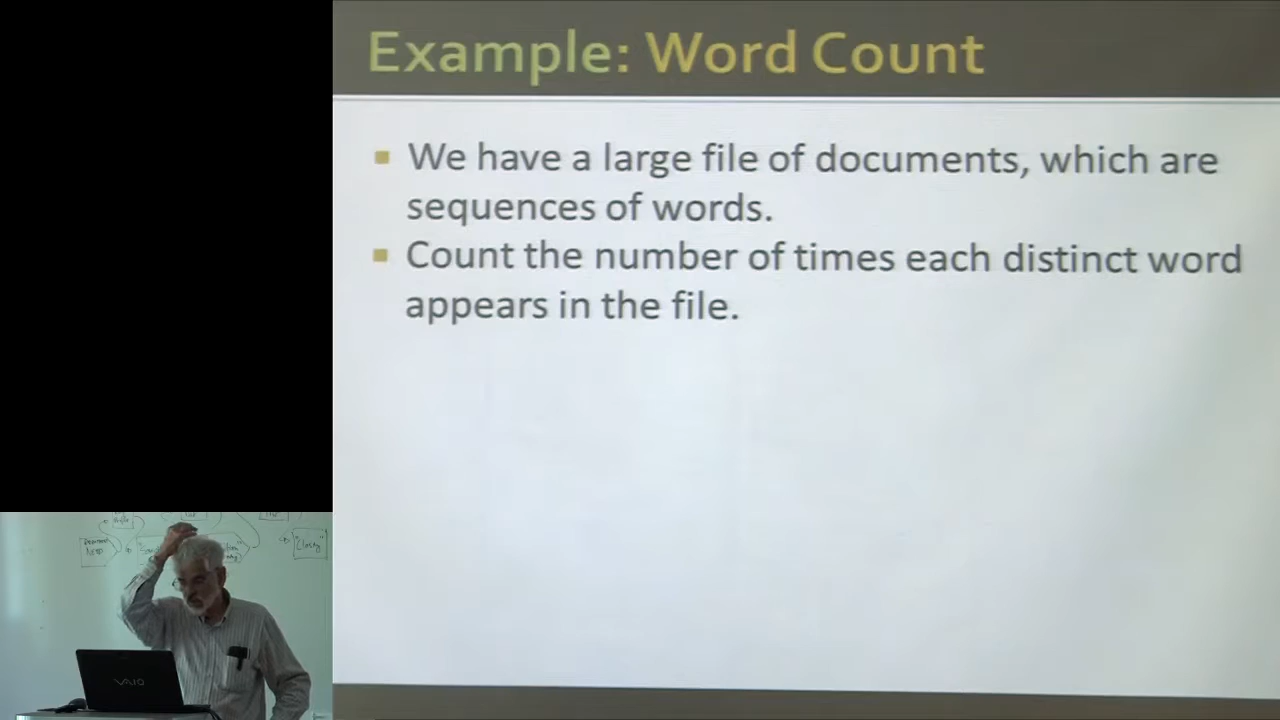 Example: Word Count
We have a large file of documents, which are
sequences of words.
Count the number of times each distinct word
appears in the file.
VAIO